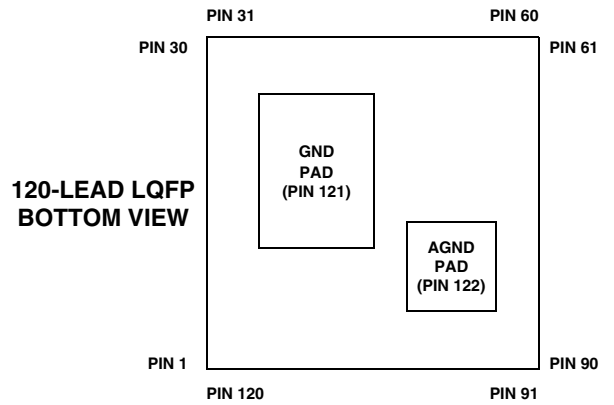 PIN 31
PIN 60
PIN 30
PIN 61
GND
PAD
(PIN 121)
120-LEAD LQFP
BOTTOM VIEW
AGND
PAD
(PIN 122)
PIN 1
PIN 90
PIN 120
PIN 91